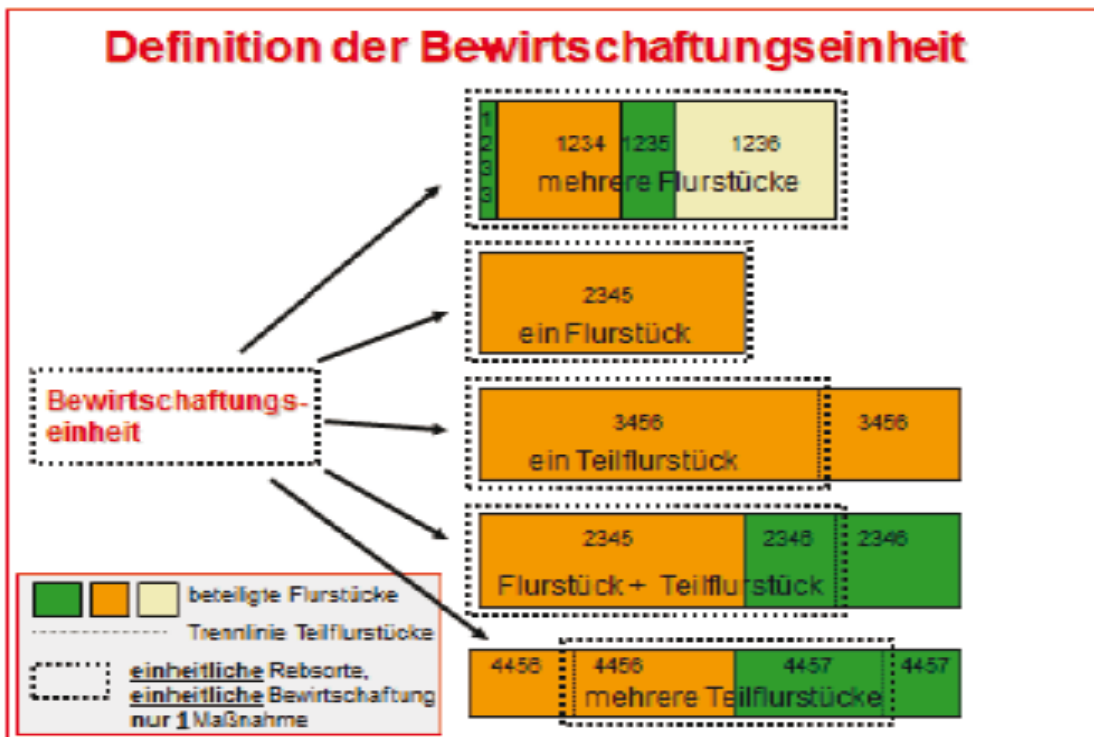 Definition der Bewirtschaftungseinheit
1233 1234 1235 1236
mehrere Flurstücke
2345
ein Flurstück
Bewirtschaftungs-
einheit
3456 3456
ein Teilflurstück
2345 2346 2346
Flurstück + Teilflurstück
4456 4456 4457 4457
mehrere Teilflurstücke
beteiligte Flurstücke
Trennlinie Teilflurstücke
einheitliche Rebsorte,
einheitliche Bewirtschaftung
nur 1 Maßnahme